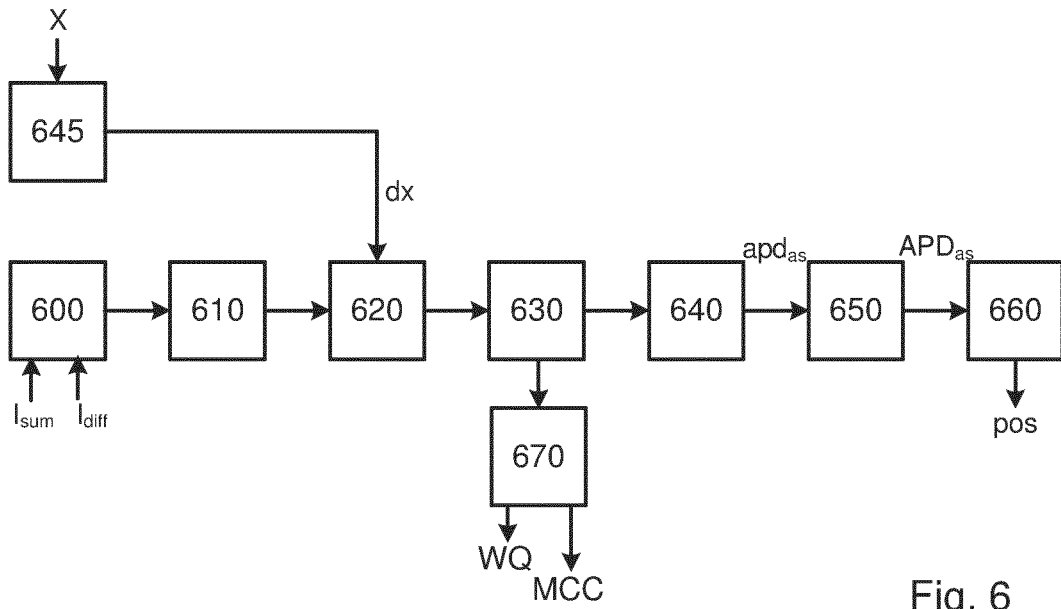 X
645
dx
apd_as APD_as
600 610 620 630 640 650 660
I_sum I_diff pos
670
WQ
MCC
Fig. 6